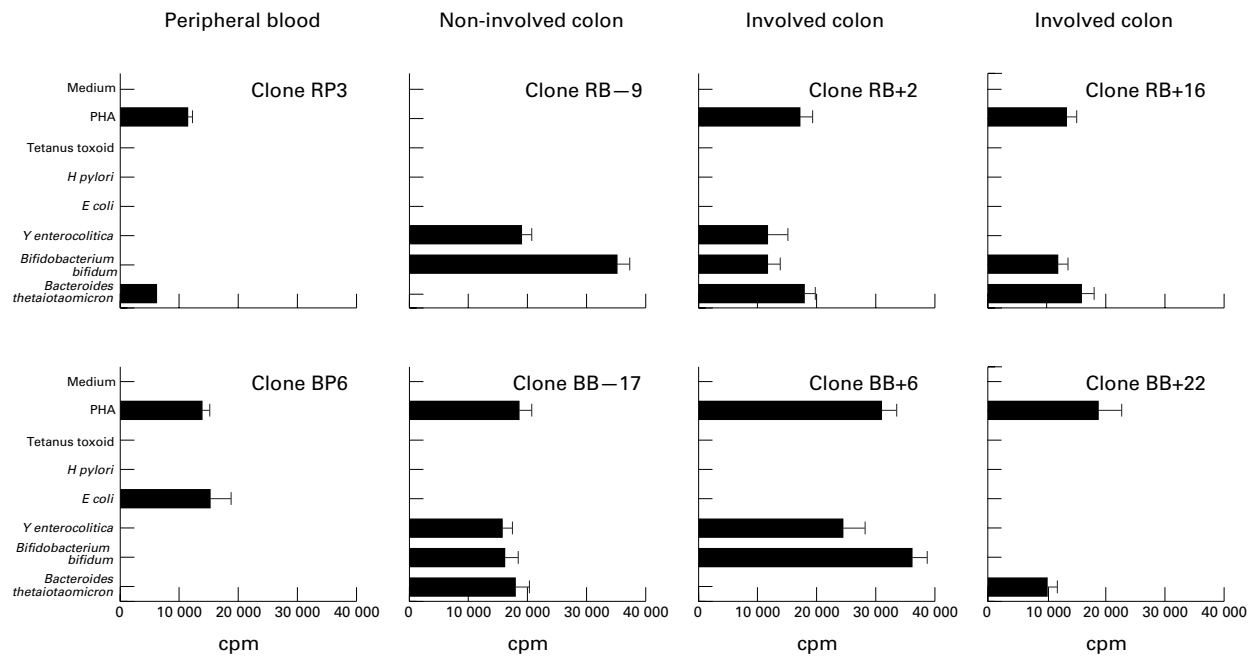 Peripheral blood
Non-involved colon
Involved colon
Involved colon
Clone RP3
Clone RB—9
Clone RB+2
Clone RB+16
Medium
PHA
Tetanus toxoid
H pylori
E coli
Y enterocolitica
Bifidobacterium
bifidum
Bacteroides
thetaiotaomicron
Clone BP6
Clone BB—17
Clone BB+6
Clone BB+22
Medium
PHA
Tetanus toxoid
H pylori
E coli
Y enterocolitica
Bifidobacterium
bifidum
Bacteroides
thetaiotaomicron
0 10 000 20 000 30 000 40 000
0 10 000 20 000 30 000 40 000
0 10 000 20 000 30 000 40 000
0 10 000 20 000 30 000 40 000
cpm
cpm
cpm
cpm